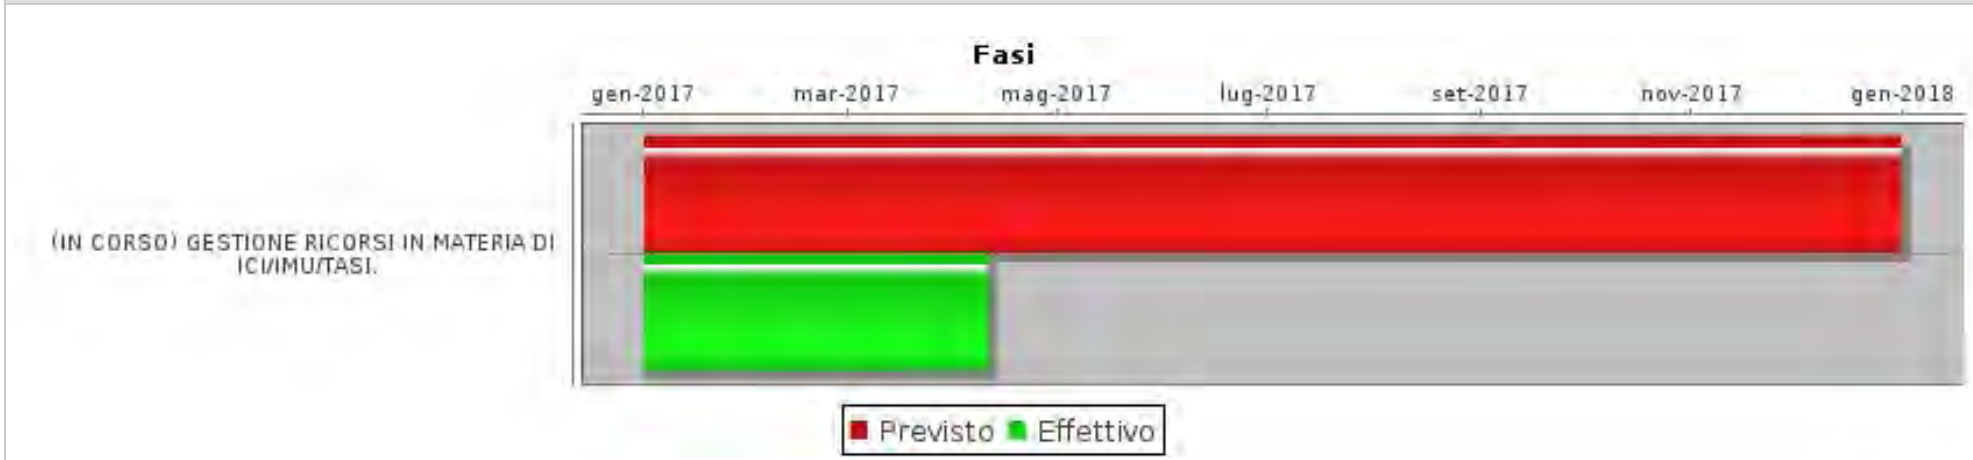 Fasi
gen-2017 mar-2017 mag-2017 lug-2017 set-2017 nov-2017 gen-2018
(IN CORSO) GESTIONE RICORSI IN MATERIA DI
ICI/IMU/TASI.
Previsto Effettivo